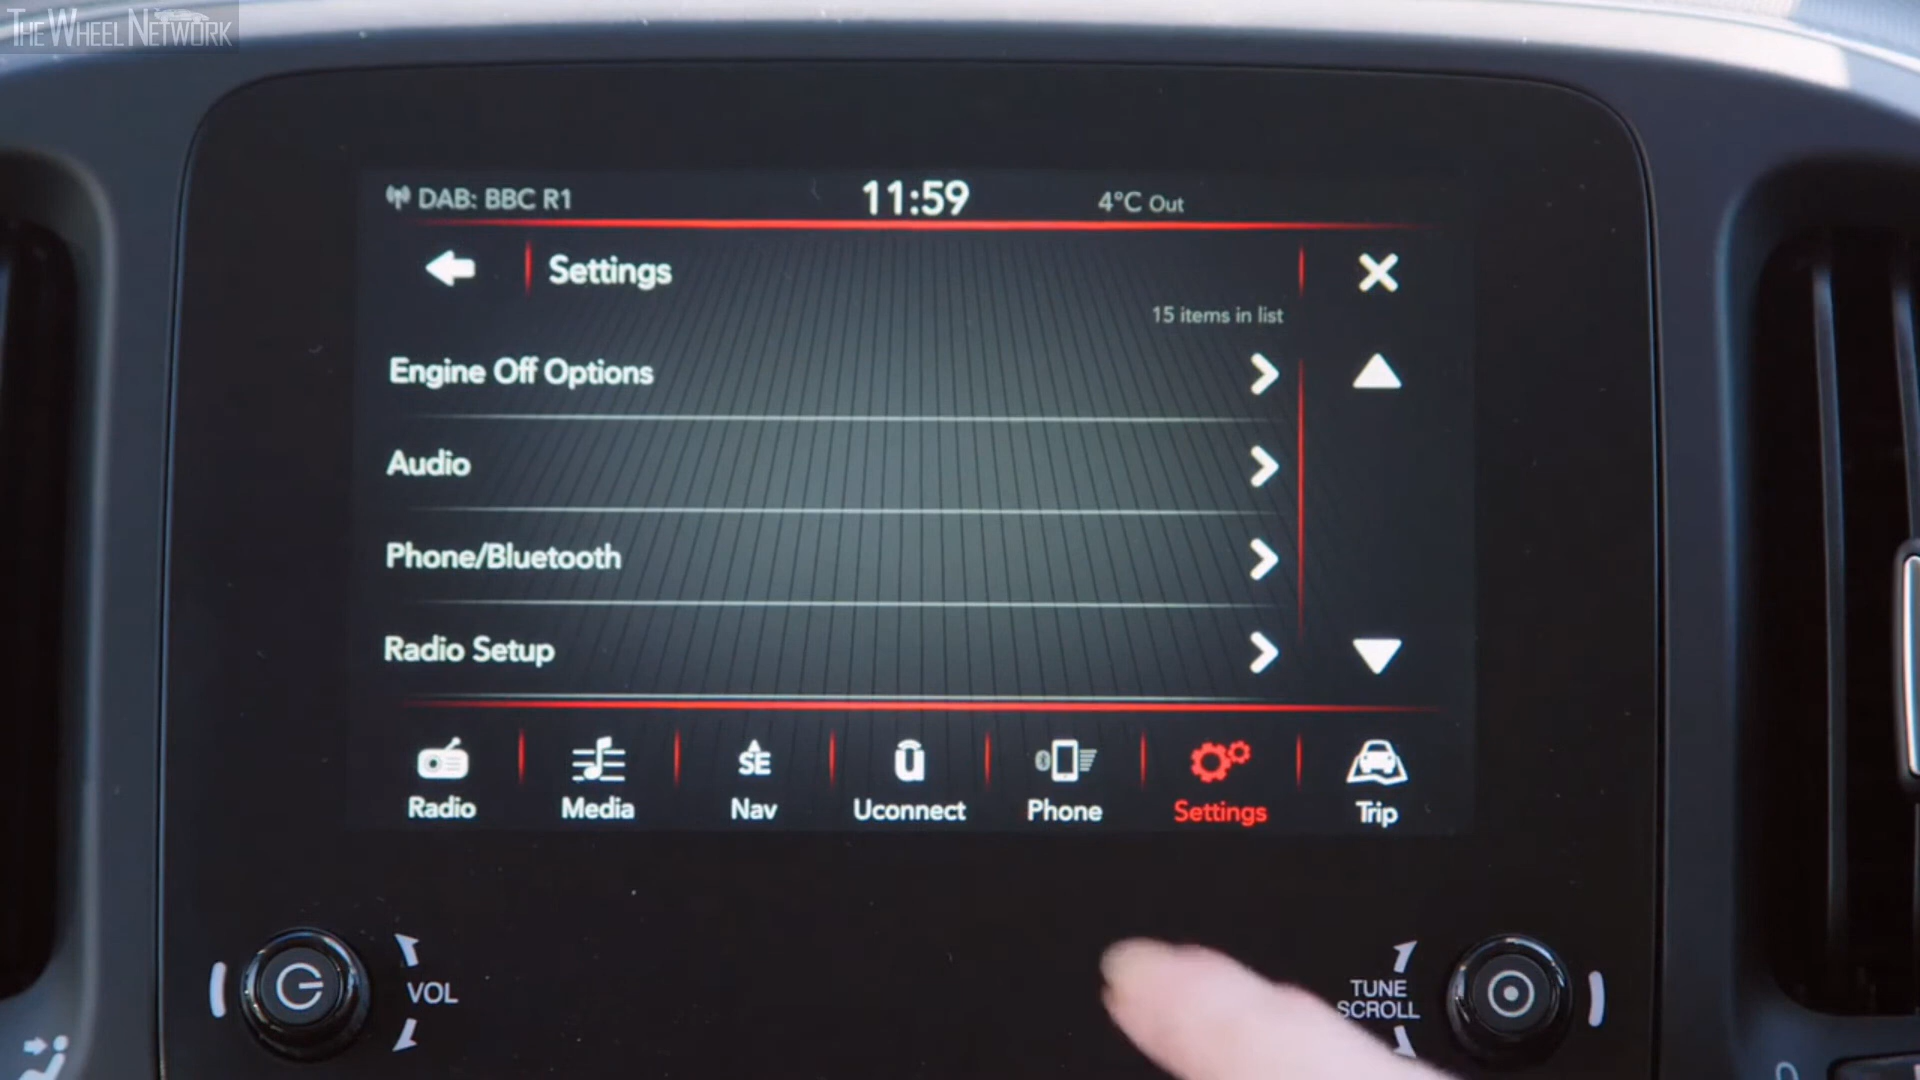 THE WHEEL NETWORK
DAB: BBC R1 11:59 4°C Out
Settings
15 items in list
Engine Off Options
Audio
Phone/Bluetooth
Radio Setup
SE
Radio Media Nav Uconnect Phone Settings Trip
VOL
TUNE
SCROLL